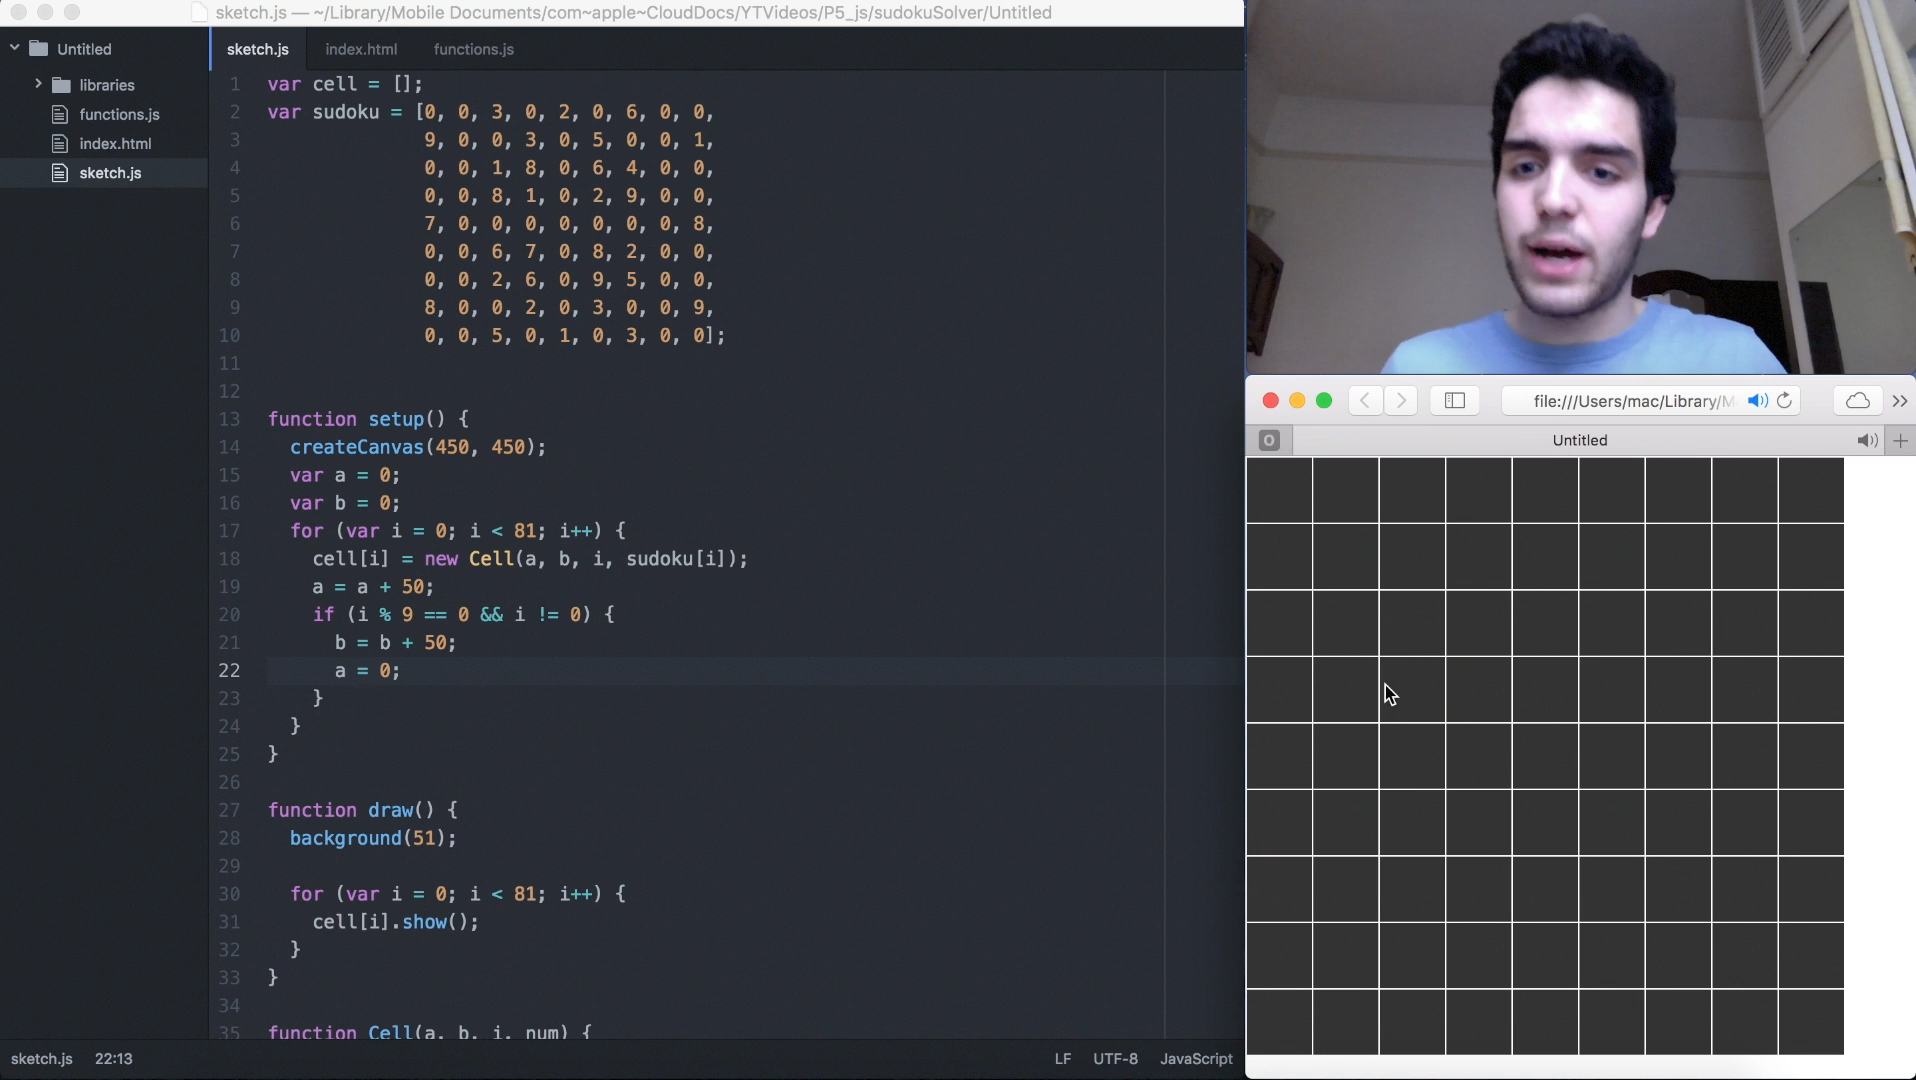 sketch.js — ~/Library/Mobile Documents/com~apple~CloudDocs/YTVideos/P5_js/sudokuSolver/Untitled
Untitled
libraries
functions.js
index.html
sketch.js
sketch.js index.html functions.js
1 var cell = [];
2 var sudoku = [0, 0, 3, 0, 2, 0, 6, 0, 0,
3 9, 0, 0, 3, 0, 5, 0, 0, 1,
4 0, 0, 1, 8, 0, 6, 4, 0, 0,
5 0, 0, 8, 1, 0, 2, 9, 0, 0,
6 7, 0, 0, 0, 0, 0, 0, 0, 8,
7 0, 0, 6, 7, 0, 8, 2, 0, 0,
8 0, 0, 2, 6, 0, 9, 5, 0, 0,
9 8, 0, 0, 2, 0, 3, 0, 0, 9,
10 0, 0, 5, 0, 1, 0, 3, 0, 0];
11
12
13 function setup() {
14 createCanvas(450, 450);
15 var a = 0;
16 var b = 0;
17 for (var i = 0; i < 81; i++) {
18 cell[i] = new Cell(a, b, i, sudoku[i]);
19 a = a + 50;
20 if (i % 9 == 0 && i != 0) {
21 b = b + 50;
22 a = 0;
23 }
24 }
25 }
26
27 function draw() {
28 background(51);
29
30 for (var i = 0; i < 81; i++) {
31 cell[i].show();
32 }
33 }
34
35 function Cell(a, b, i, num) {
sketch.js 22:13
LF UTF-8 JavaScript
file:///Users/mac/Library/M
O Untitled